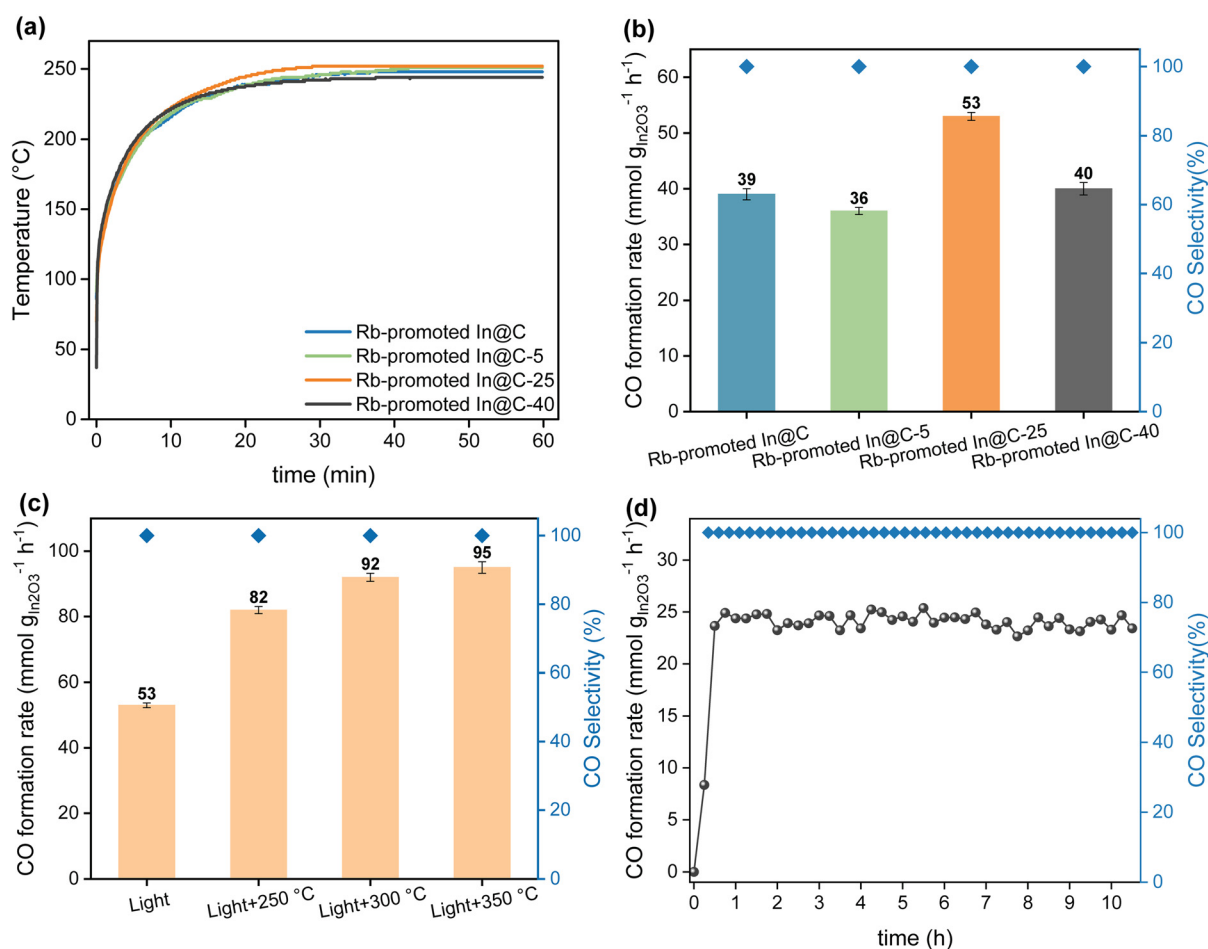 (a)
Temperature (°C)
250
200
150
100
50
0
Rb-promoted In@C
Rb-promoted In@C-5
Rb-promoted In@C-25
Rb-promoted In@C-40
0 10 20 30 40 50 60
time (min)
(b)
CO formation rate (mmol g_In2O3^-1 h^-1)
60
50
40
30
20
10
0
39
36
53
40
100
80
60
40
20
0
CO Selectivity(%)
Rb-promoted In@C
Rb-promoted In@C-5
Rb-promoted In@C-25
Rb-promoted In@C-40
(c)
CO formation rate (mmol g_In2O3^-1 h^-1)
100
80
60
40
20
0
53
82
92
95
100
80
60
40
20
0
CO Selectivity (%)
Light
Light+250 °C
Light+300 °C
Light+350 °C
(d)
CO formation rate (mmol g_In2O3^-1 h^-1)
30
25
20
15
10
5
0
100
80
60
40
20
0
CO Selectivity(%)
0 1 2 3 4 5 6 7 8 9 10
time (h)